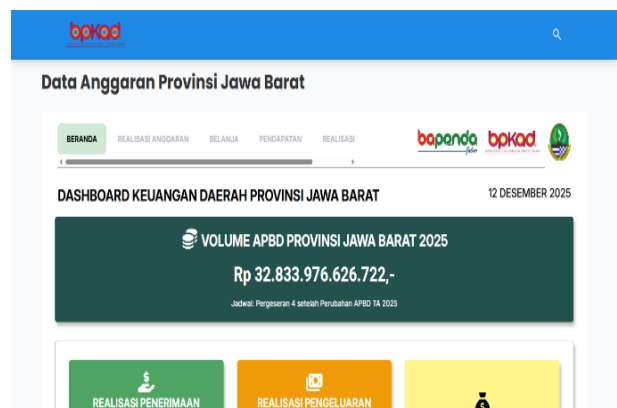 bpkad
Data Anggaran Provinsi Jawa Barat
BERANDA REALISASI ANGGARAN BELANJA PENDAPATAN REALISASI
bapenda Jabar bpkad
DASHBOARD KEUANGAN DAERAH PROVINSI JAWA BARAT 12 DESEMBER 2025
VOLUME APBD PROVINSI JAWA BARAT 2025
Rp 32.833.976.626.722,-
Jadwal: Pergeseran 4 setelah Perubahan APBD TA 2025
REALISASI PENERIMAAN REALISASI PENGELUARAN